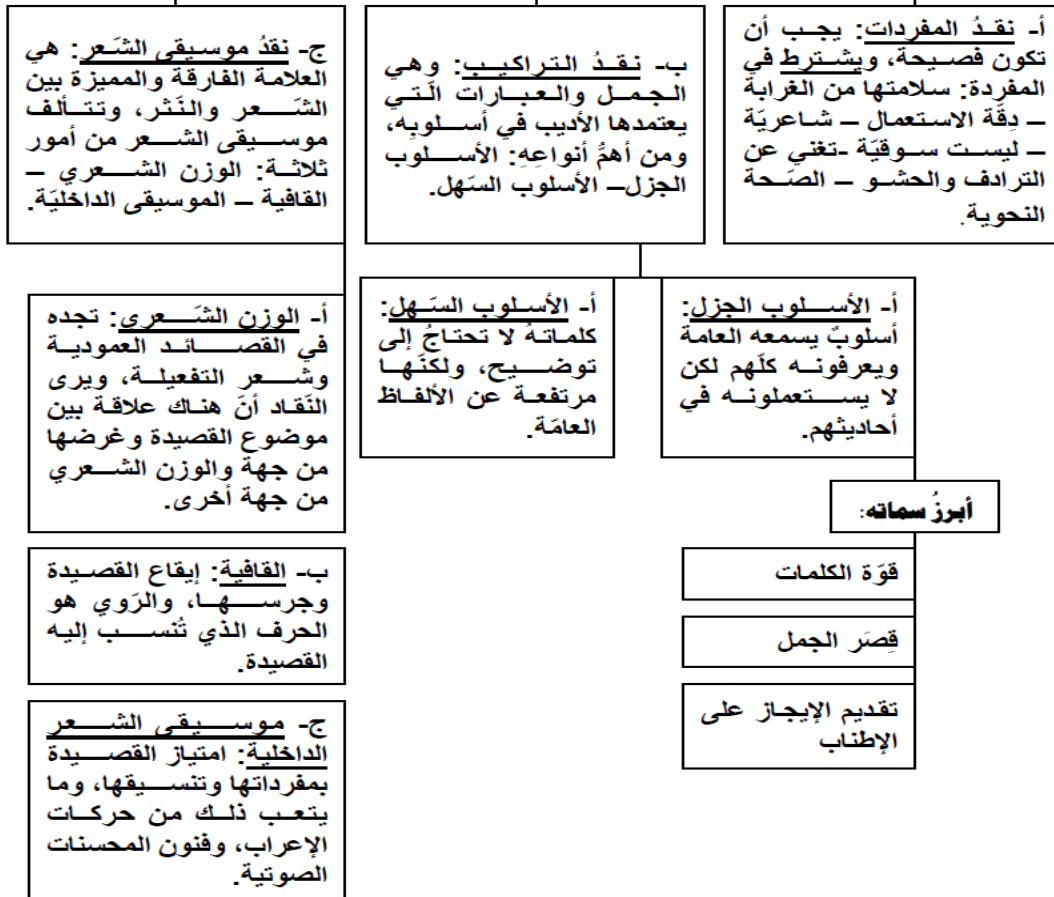 أ- نقدُ المفردات: يجب أن
تكون فصيحة، ويشترط في
المفردة: سلامتها من الغرابة
– دِقّة الاستعمال – شاعريّة
– ليست سوقيّة -تغني عن
الترادف والحشو – الصّحة
النحوية.
ب- نقدُ التراكيب: وهي
الجمل والعبارات الّتي
يعتمدها الأديب في أسلوبِه،
ومن أهمُّ أنواعِهِ: الأسلوب
الجزل– الأسلوب السّهل.
ج- نقدُ موسيقى الشّعر: هي
العلامة الفارقة والمميزة بين
الشّعر والنّثر، وتتألف
موسيقى الشعر من أمور
ثلاثة: الوزن الشعري –
القافية – الموسيقى الداخليّة.
أ- الأسلوب الجزل:
أسلوبٌ يسمعه العامة
ويعرفونه كلّهم لكن
لا يستعملونه في
أحاديثهم.
أبرزُ سماته:
قوّة الكلمات
قِصَر الجمل
تقديم الإيجاز على
الإطناب
أ- الأسلوب السّهل:
كلماتهُ لا تحتاجُ إلى
توضيح، ولكنّها
مرتفعة عن الألفاظ
العامّة.
أ- الوزن الشّعري: تجده
في القصائد العمودية
وشعر التفعيلة، ويرى
النّقاد أنّ هناك علاقة بين
موضوع القصيدة وغرضها
من جهة والوزن الشعري
من جهة أخرى.
ب- القافية: إيقاع القصيدة
وجرسها، والرّوي هو
الحرف الذي تُنسب إليه
القصيدة.
ج- موسيقى الشعر
الداخلية: امتياز القصيدة
بمفرداتها وتنسيقها، وما
يتعب ذلك من حركات
الإعراب، وفنون المحسنات
الصوتية.